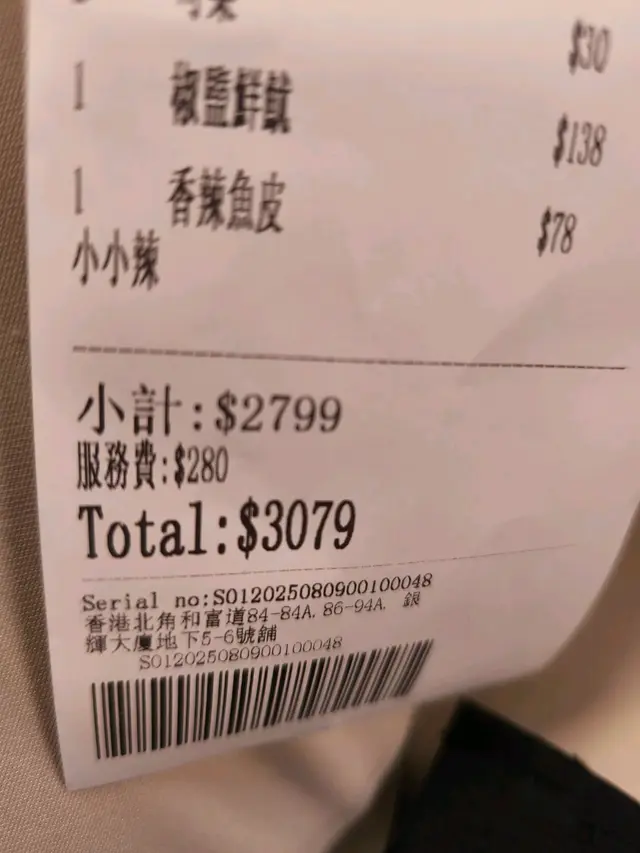 $30
1 椒鹽鮮魷 $138
1 香辣魚皮 $78
小小辣
小計:$2799
服務費:$280
Total:$3079
Serial no:S012025080900100048
香港北角和富道84-84A, 86-94A, 銀
輝大廈地下5-6號舖
S012025080900100048